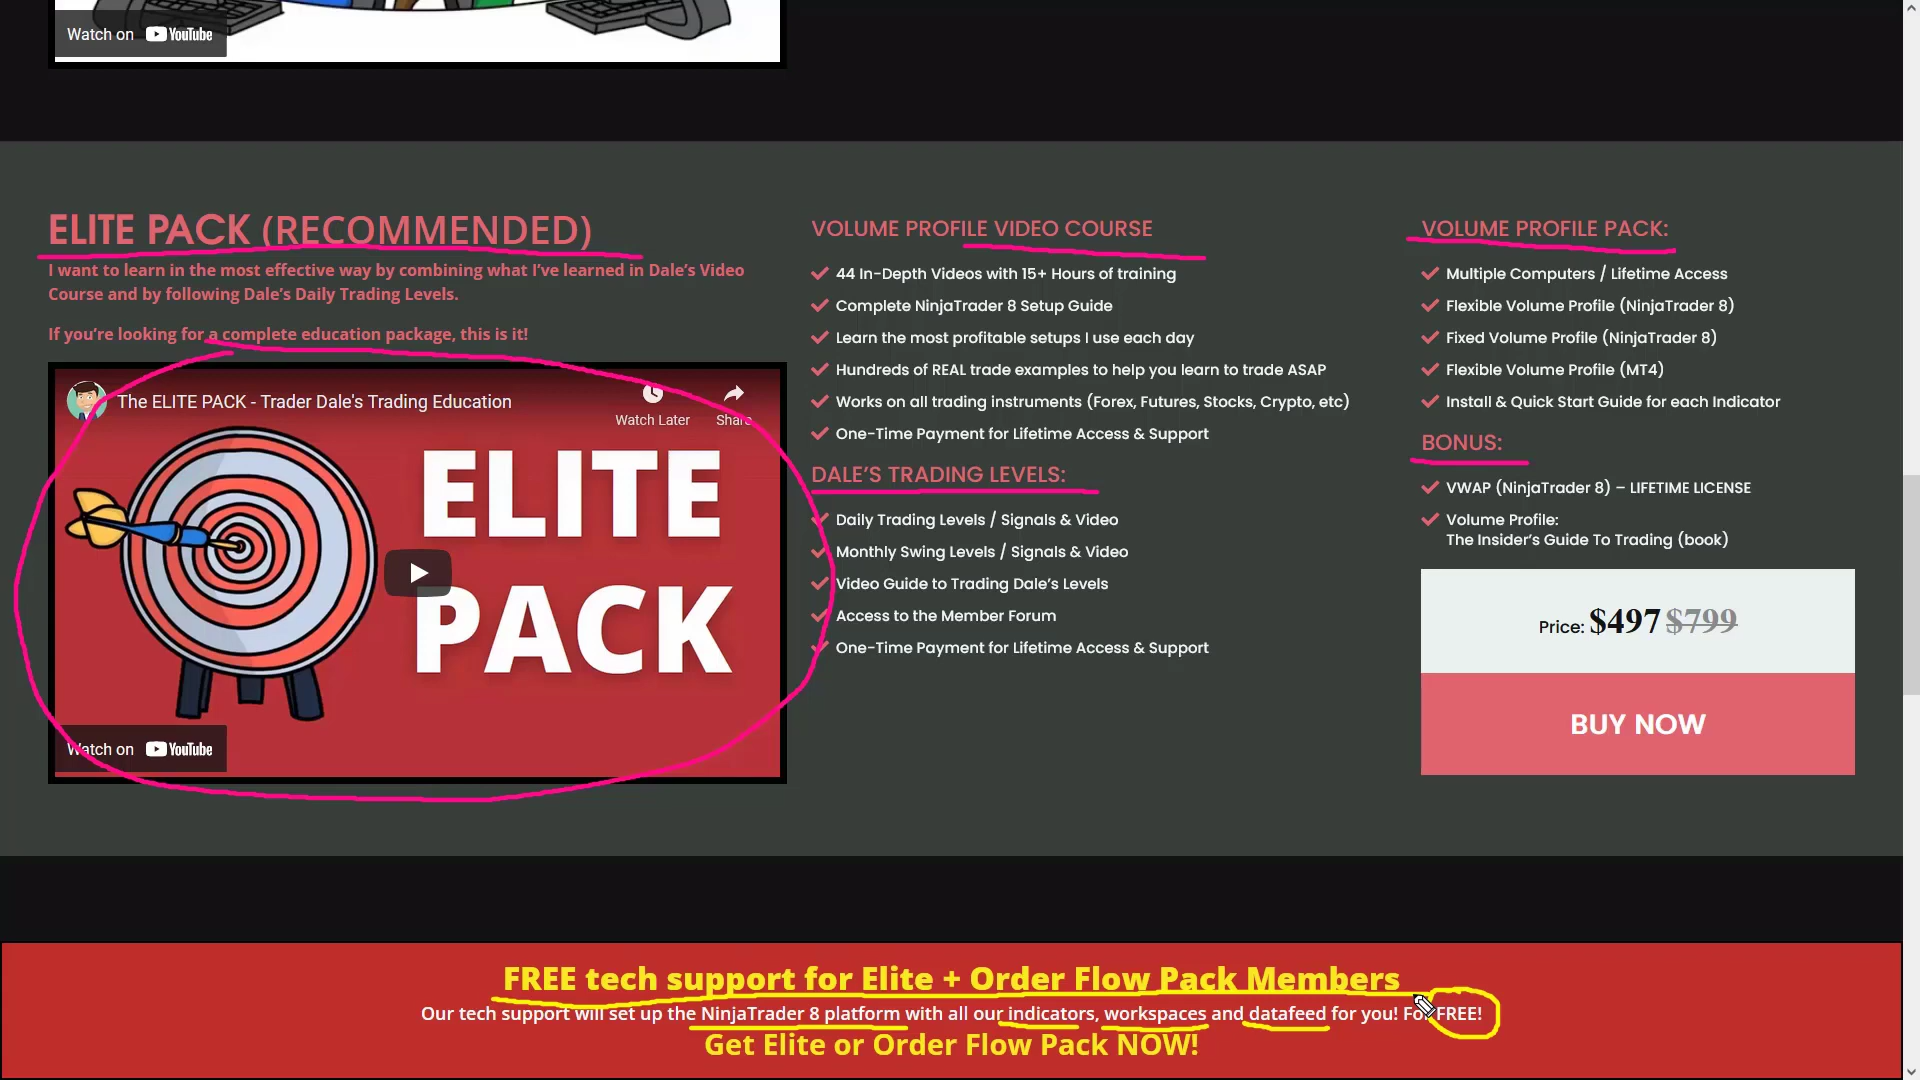 Watch on YouTube
ELITE PACK (RECOMMENDED)
I want to learn in the most effective way by combining what I've learned in Dale's Video
Course and by following Dale's Daily Trading Levels.
If you're looking for a complete education package, this is it!
The ELITE PACK - Trader Dale's Trading Education
Watch Later
Share
ELITE
PACK
Watch on YouTube
VOLUME PROFILE VIDEO COURSE
44 In-Depth Videos with 15+ Hours of training
Complete NinjaTrader 8 Setup Guide
Learn the most profitable setups I use each day
Hundreds of REAL trade examples to help you learn to trade ASAP
Works on all trading instruments (Forex, Futures, Stocks, Crypto, etc)
One-Time Payment for Lifetime Access & Support
DALE'S TRADING LEVELS:
Daily Trading Levels / Signals & Video
Monthly Swing Levels / Signals & Video
Video Guide to Trading Dale's Levels
Access to the Member Forum
One-Time Payment for Lifetime Access & Support
VOLUME PROFILE PACK:
Multiple Computers / Lifetime Access
Flexible Volume Profile (NinjaTrader 8)
Fixed Volume Profile (NinjaTrader 8)
Flexible Volume Profile (MT4)
Install & Quick Start Guide for each Indicator
BONUS:
VWAP (NinjaTrader 8) – LIFETIME LICENSE
Volume Profile:
The Insider's Guide To Trading (book)
Price: $497 $799
BUY NOW
FREE tech support for Elite + Order Flow Pack Members
Our tech support will set up the NinjaTrader 8 platform with all our indicators, workspaces and datafeed for you! For FREE!
Get Elite or Order Flow Pack NOW!